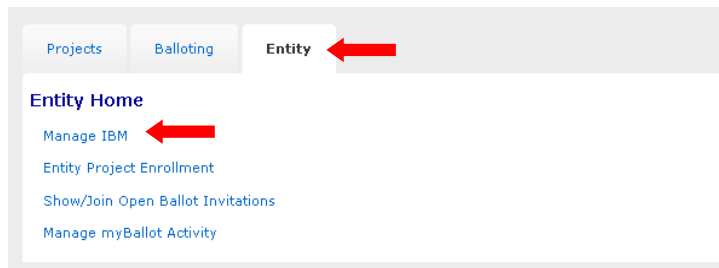 Projects Balloting Entity
Entity Home
Manage IBM
Entity Project Enrollment
Show/Join Open Ballot Invitations
Manage myBallot Activity